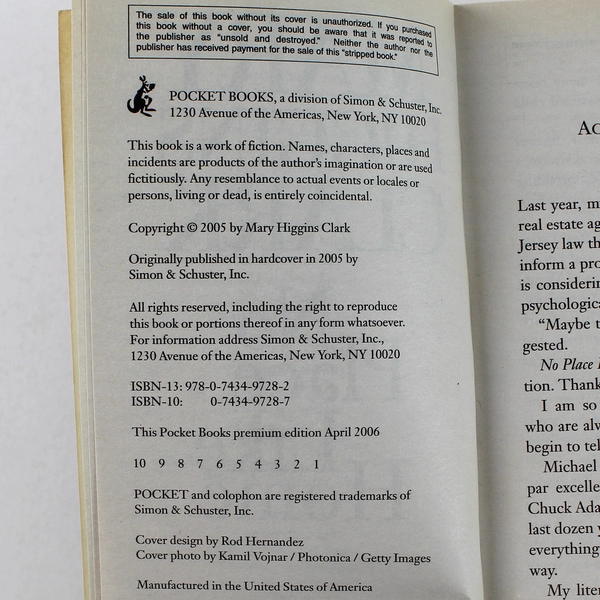 The sale of this book without its cover is unauthorized. If you purchased
this book without a cover, you should be aware that it was reported to
the publisher as "unsold and destroyed." Neither the author nor the
publisher has received payment for the sale of this "stripped book."
POCKET BOOKS, a division of Simon & Schuster, Inc.
1230 Avenue of the Americas, New York, NY 10020
This book is a work of fiction. Names, characters, places and
incidents are products of the author's imagination or are used
fictitiously. Any resemblance to actual events or locales or
persons, living or dead, is entirely coincidental.
Copyright © 2005 by Mary Higgins Clark
Originally published in hardcover in 2005 by
Simon & Schuster, Inc.
All rights reserved, including the right to reproduce
this book or portions thereof in any form whatsoever.
For information address Simon & Schuster, Inc.,
1230 Avenue of the Americas, New York, NY 10020
ISBN-13: 978-0-7434-9728-2
ISBN-10: 0-7434-9728-7
This Pocket Books premium edition April 2006
10 9 8 7 6 5 4 3 2 1
POCKET and colophon are registered trademarks of
Simon & Schuster, Inc.
Cover design by Rod Hernandez
Cover photo by Kamil Vojnar / Photonica / Getty Images
Manufactured in the United States of America
Last year, m
real estate ag
Jersey law th
inform a pro
is considerin
psychologica
"Maybe t
gested.
No Place
tion. Thank
I am so
who are alw
begin to tel
Michael
par excelle
Chuck Ada
last dozen y
everything
way.
My liter